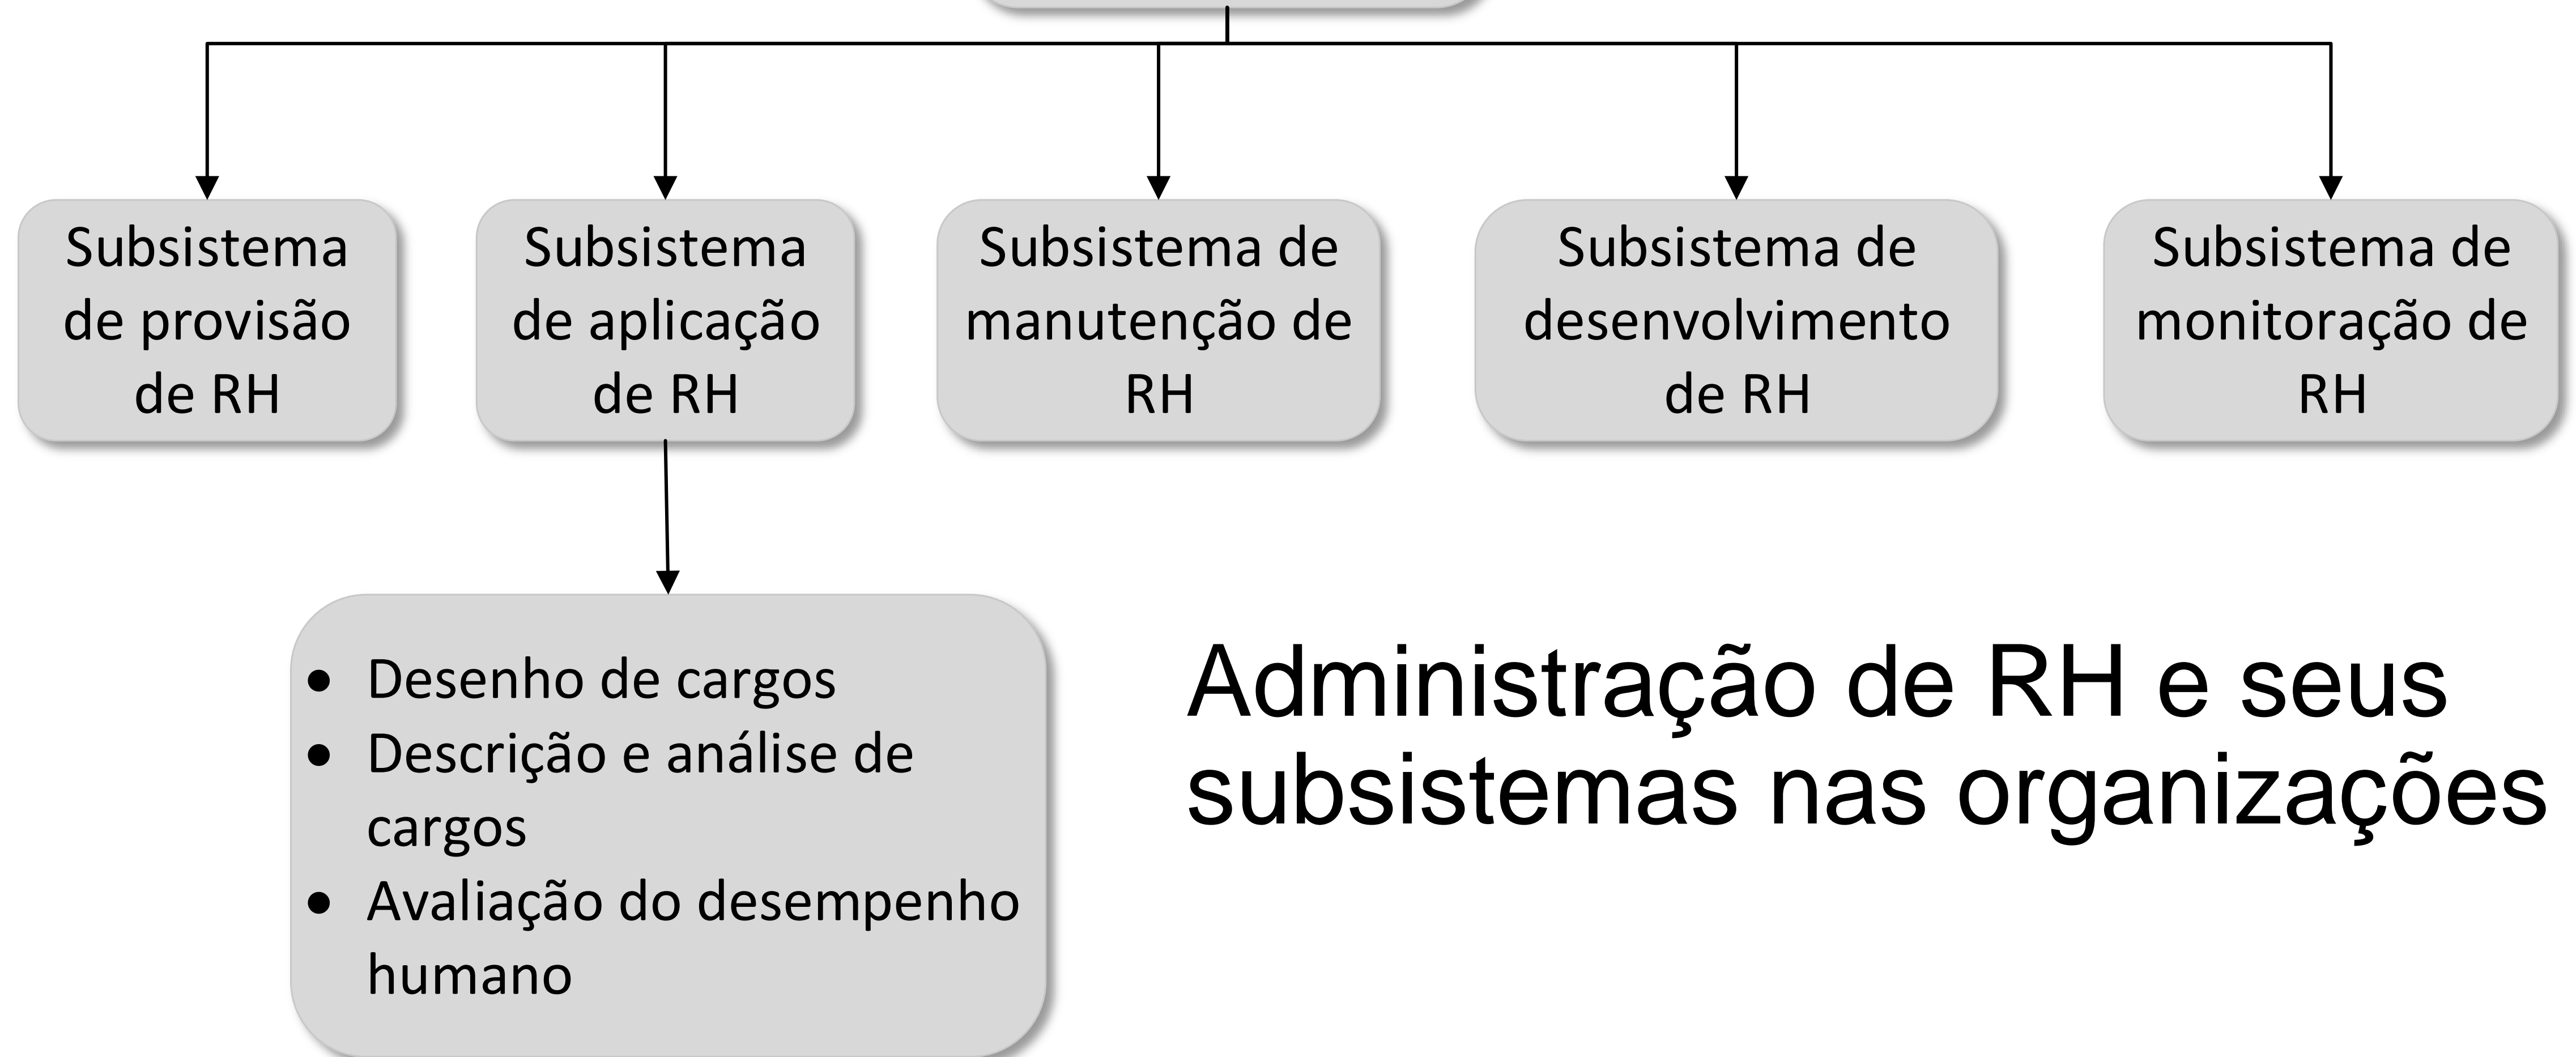 Subsistema
de provisão
de RH
Subsistema
de aplicação
de RH
Subsistema de
manutenção de
RH
Subsistema de
desenvolvimento
de RH
Subsistema de
monitoração de
RH
• Desenho de cargos
• Descrição e análise de
cargos
• Avaliação do desempenho
humano
Administração de RH e seus
subsistemas nas organizações